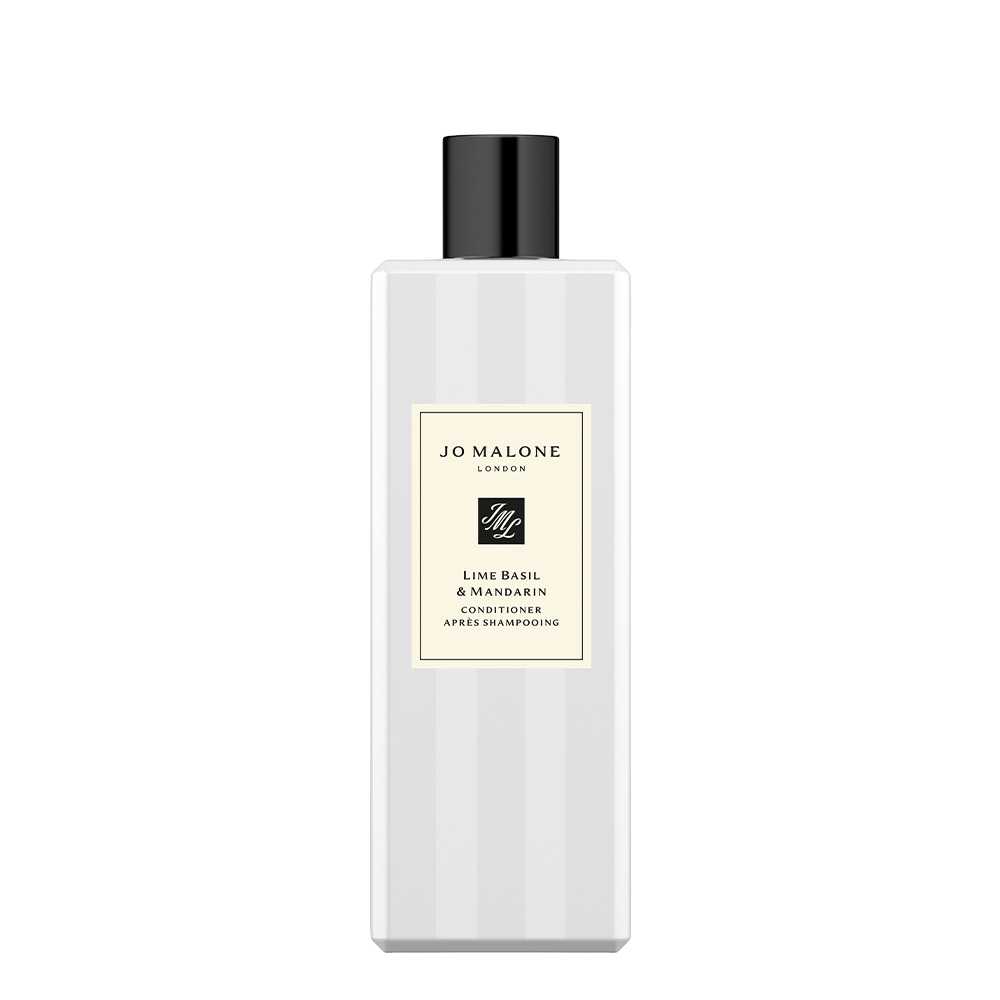 JO MALONE
LONDON
JML
LIME BASIL
& MANDARIN
CONDITIONER
APRÈS SHAMPOOING